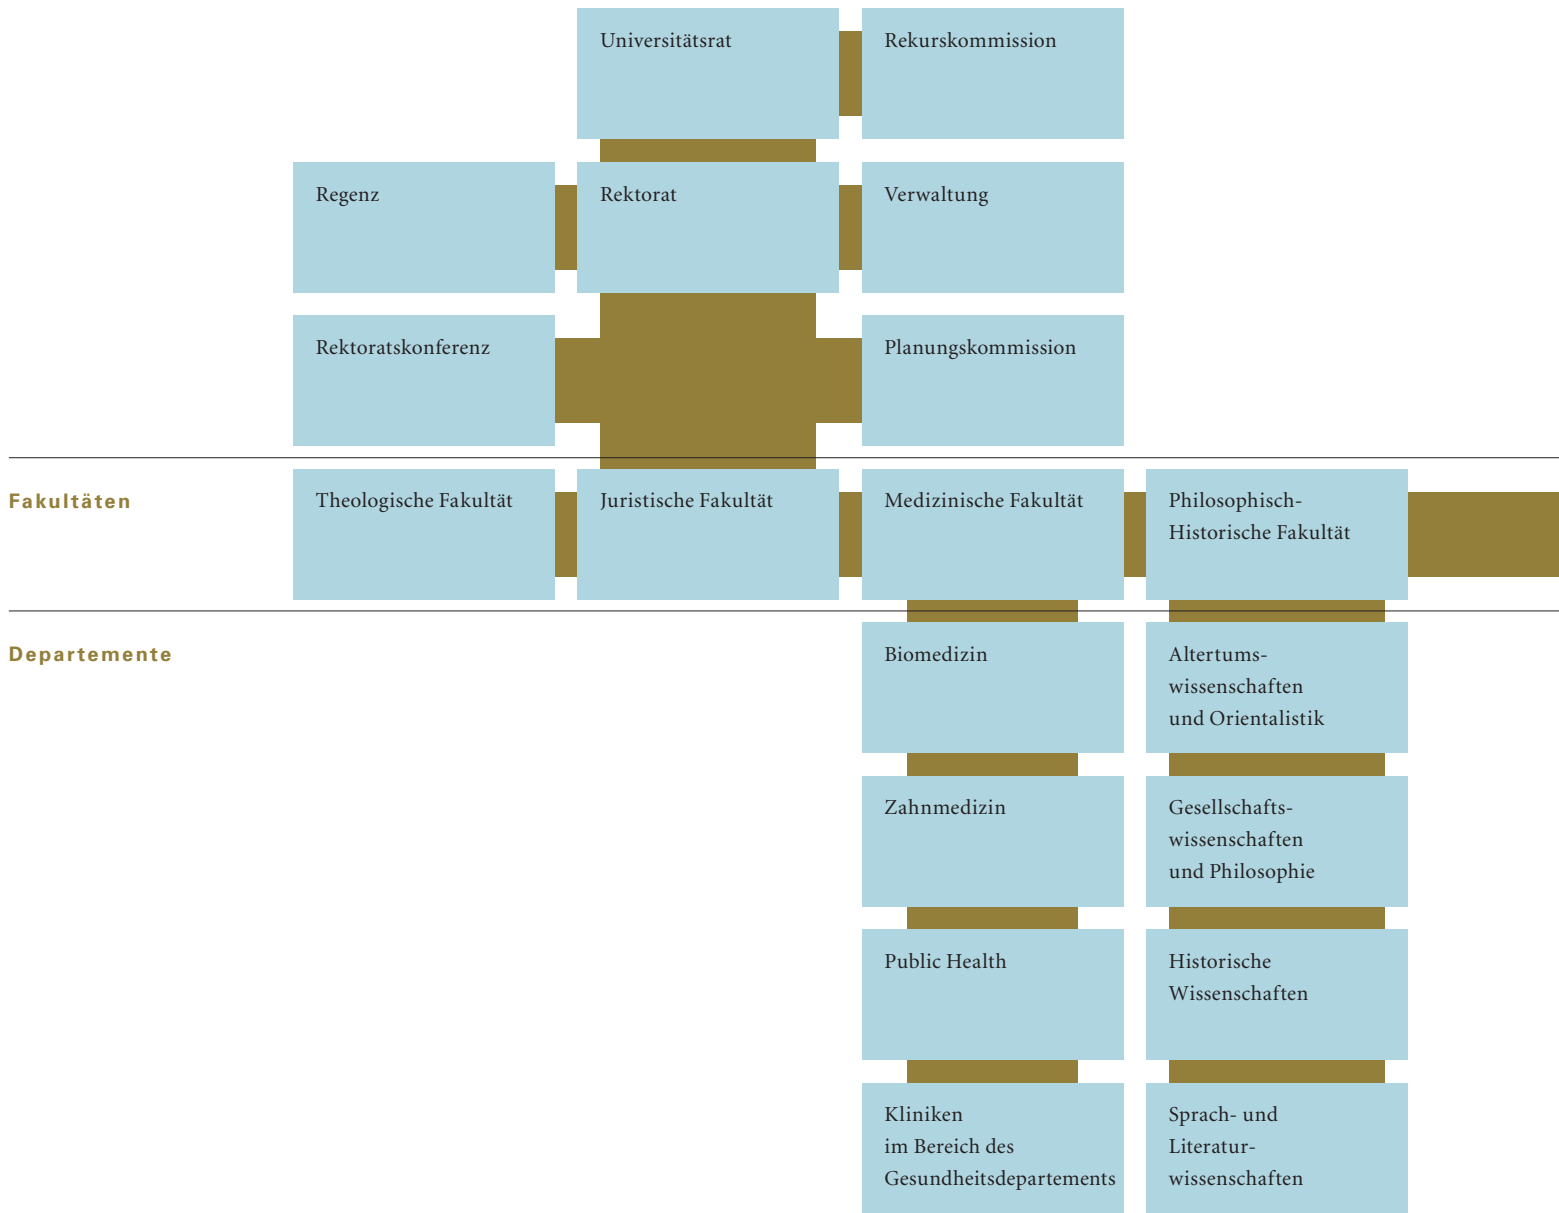 Universitätsrat
Rekurskommission
Regenz
Rektorat
Verwaltung
Rektoratskonferenz
Planungskommission
Fakultäten
Theologische Fakultät
Juristische Fakultät
Medizinische Fakultät
Philosophisch-
Historische Fakultät
Departemente
Biomedizin
Altertums-
wissenschaften
und Orientalistik
Zahnmedizin
Gesellschafts-
wissenschaften
und Philosophie
Public Health
Historische
Wissenschaften
Kliniken
im Bereich des
Gesundheitsdepartements
Sprach- und
Literatur-
wissenschaften